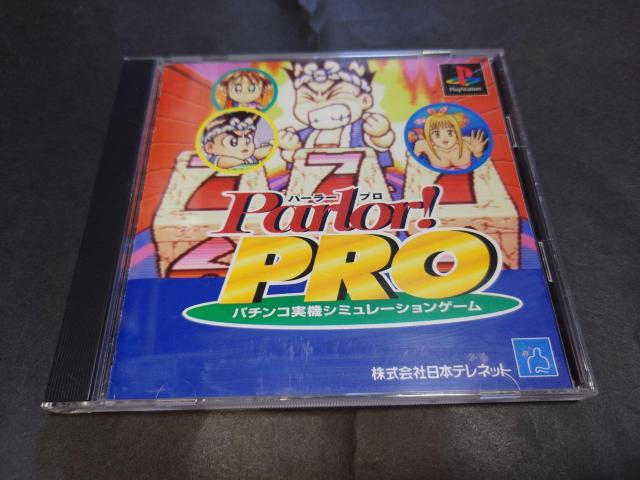 PlayStation
パーラー プロ
Parlor!
PRO
パチンコ実機シミュレーションゲーム
株式会社日本テレネット